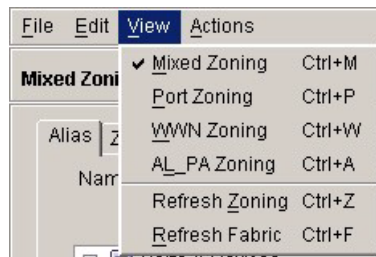 File Edit View Actions
Mixed Zoni
Mixed Zoning Ctrl+M
Port Zoning Ctrl+P
WWN Zoning Ctrl+W
AL_PA Zoning Ctrl+A
Alias Z
Nam
Refresh Zoning Ctrl+Z
Refresh Fabric Ctrl+F